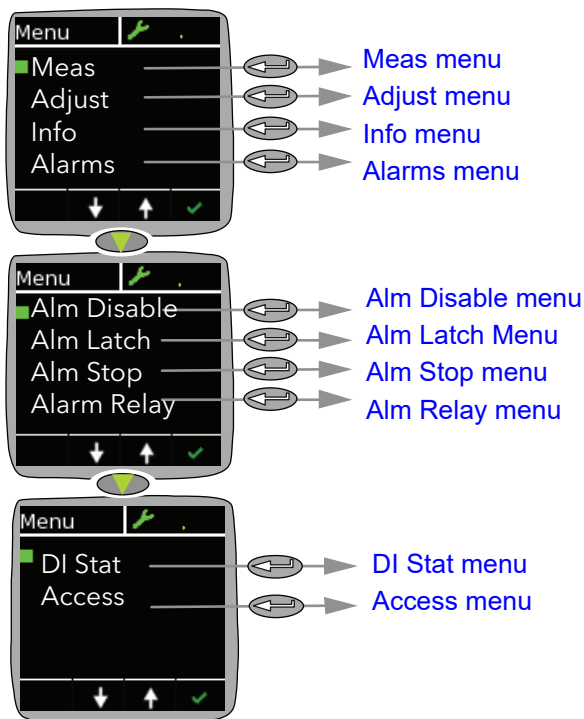 Menu
Meas
Adjust
Info
Alarms
Meas menu
Adjust menu
Info menu
Alarms menu
Menu
Alm Disable
Alm Latch
Alm Stop
Alarm Relay
Alm Disable menu
Alm Latch Menu
Alm Stop menu
Alm Relay menu
Menu
DI Stat
Access
DI Stat menu
Access menu